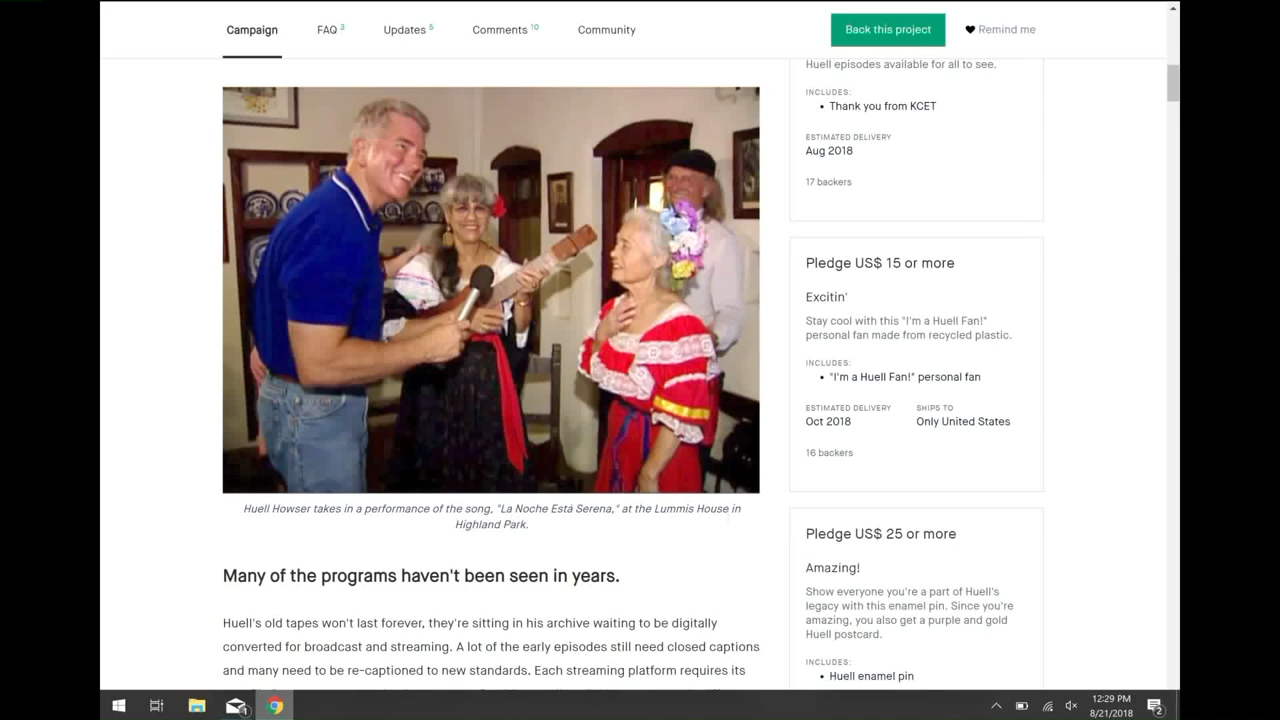 Campaign
FAQ 3
Updates 5
Comments 10
Community
Back this project
Remind me
Huell Howser takes in a performance of the song, "La Noche Está Serena," at the Lummis House in
Highland Park.
Many of the programs haven't been seen in years.
Huell's old tapes won't last forever, they're sitting in his archive waiting to be digitally
converted for broadcast and streaming. A lot of the early episodes still need closed captions
and many need to be re-captioned to new standards. Each streaming platform requires its
Huell episodes available for all to see.
INCLUDES:
• Thank you from KCET
ESTIMATED DELIVERY
Aug 2018
17 backers
Pledge US$ 15 or more
Excitin'
Stay cool with this "I'm a Huell Fan!"
personal fan made from recycled plastic.
INCLUDES:
• "I'm a Huell Fan!" personal fan
ESTIMATED DELIVERY
SHIPS TO
Oct 2018
Only United States
16 backers
Pledge US$ 25 or more
Amazing!
Show everyone you're a part of Huell's
legacy with this enamel pin. Since you're
amazing, you also get a purple and gold
Huell postcard.
INCLUDES:
• Huell enamel pin
1
12:29 PM
8/21/2018
2